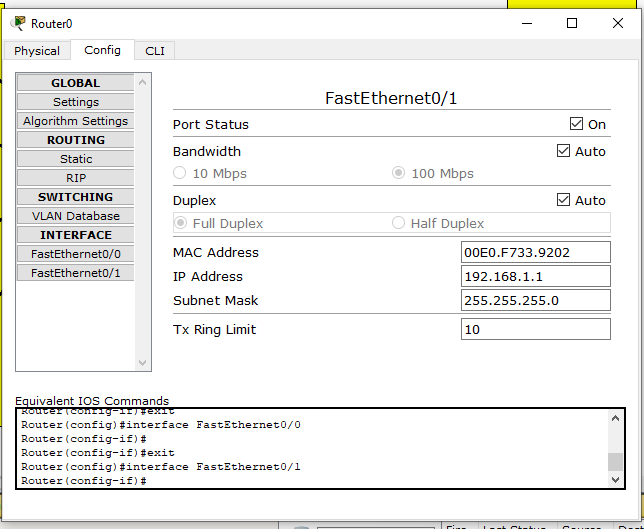 Router0
Physical Config CLI
GLOBAL
Settings
Algorithm Settings
ROUTING
Static
RIP
SWITCHING
VLAN Database
INTERFACE
FastEthernet0/0
FastEthernet0/1
FastEthernet0/1
Port Status On
Bandwidth Auto
10 Mbps 100 Mbps
Duplex Auto
Full Duplex Half Duplex
MAC Address 00E0.F733.9202
IP Address 192.168.1.1
Subnet Mask 255.255.255.0
Tx Ring Limit 10
Equivalent IOS Commands
Router(config-if)#exit
Router(config)#interface FastEthernet0/0
Router(config-if)#
Router(config-if)#exit
Router(config)#interface FastEthernet0/1
Router(config-if)#
Fire Last Status Source